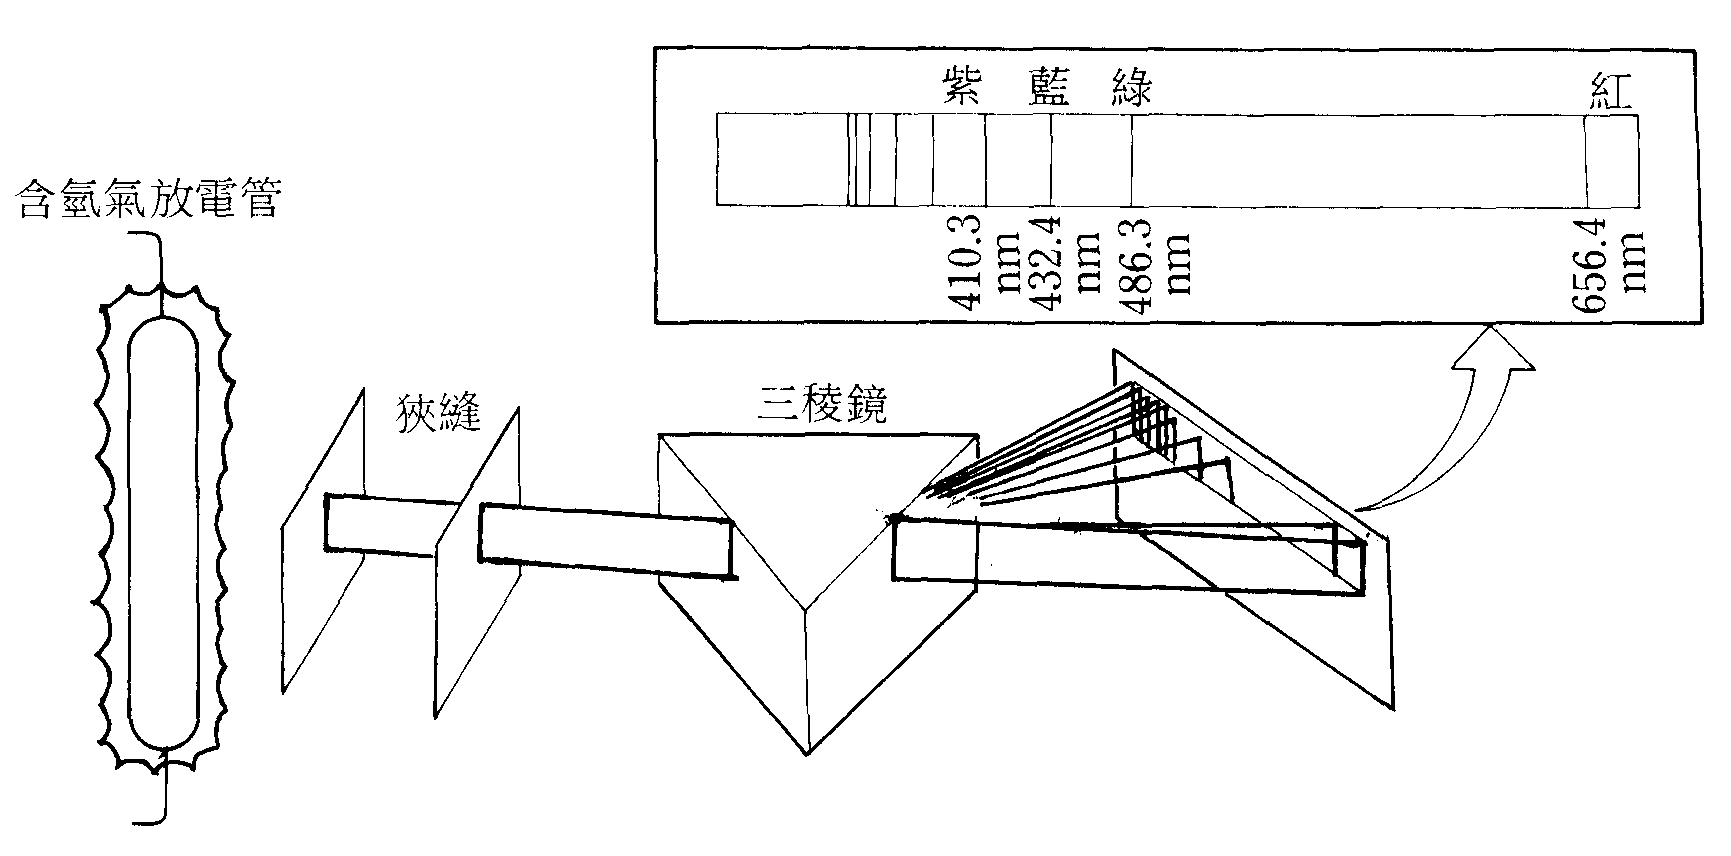 紫 藍 綠 紅
410.3 nm
432.4 nm
486.3 nm
656.4 nm
含氫氣放電管
狹縫
三稜鏡